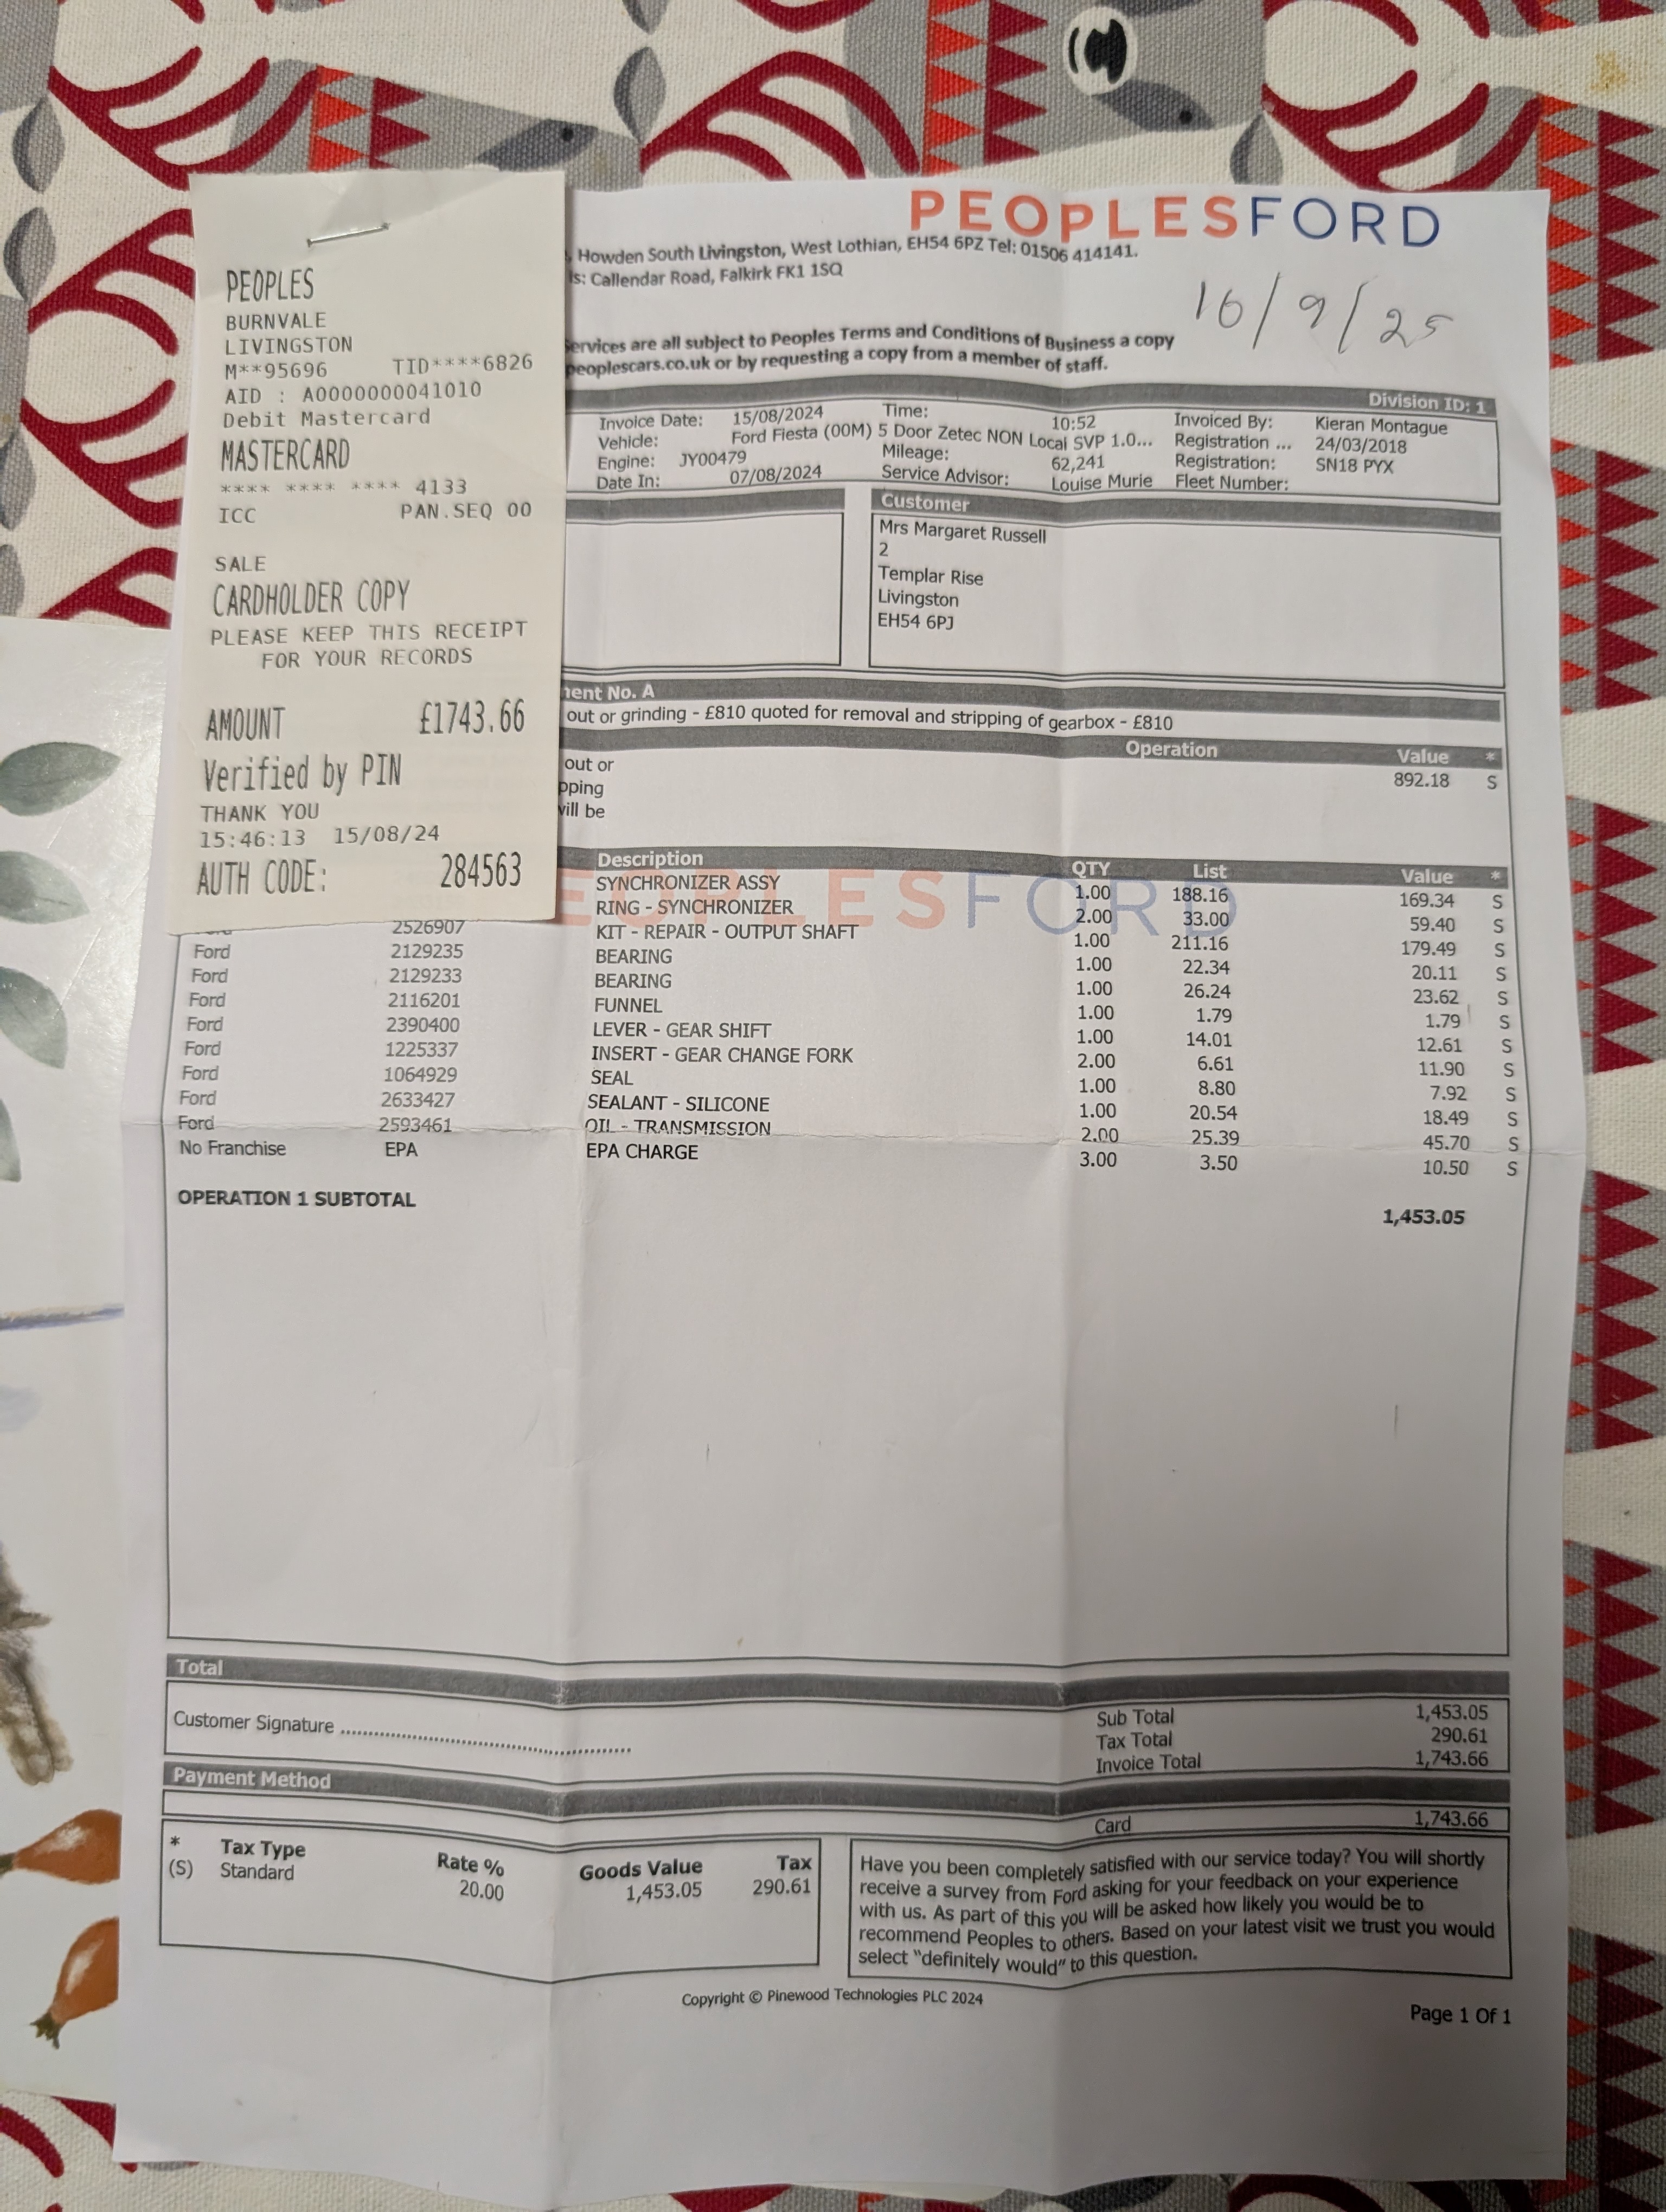 PEOPLES
BURNVALE
LIVINGSTON
M**95696 TID****6826
AID : A0000000041010
Debit Mastercard
MASTERCARD
**** **** **** 4133
ICC PAN.SEQ 00
SALE
CARDHOLDER COPY
PLEASE KEEP THIS RECEIPT
FOR YOUR RECORDS
AMOUNT £1743.66
Verified by PIN
THANK YOU
15:46:13 15/08/24
AUTH CODE: 284563
PEOPLESFORD
, Howden South Livingston, West Lothian, EH54 6PZ Tel: 01506 414141.
s: Callendar Road, Falkirk FK1 1SQ
16/9/25
Services are all subject to Peoples Terms and Conditions of Business a copy
peoplescars.co.uk or by requesting a copy from a member of staff.
Division ID: 1
Invoice Date: 15/08/2024 Time: 10:52 Invoiced By: Kieran Montague
Vehicle: Ford Fiesta (00M) 5 Door Zetec NON Local SVP 1.0... Registration ... 24/03/2018
Engine: JY00479 Mileage: 62,241 Registration: SN18 PYX
Date In: 07/08/2024 Service Advisor: Louise Murie Fleet Number:
Customer
Mrs Margaret Russell
2
Templar Rise
Livingston
EH54 6PJ
ment No. A
out or grinding - £810 quoted for removal and stripping of gearbox - £810
Operation Value *
out or 892.18 S
pping
will be
Description QTY List Value *
SYNCHRONIZER ASSY 1.00 188.16 169.34 S
RING - SYNCHRONIZER 2.00 33.00 59.40 S
2526907 KIT - REPAIR - OUTPUT SHAFT 1.00 211.16 179.49 S
Ford 2129235 BEARING 1.00 22.34 20.11 S
Ford 2129233 BEARING 1.00 26.24 23.62 S
Ford 2116201 FUNNEL 1.00 1.79 1.79 S
Ford 2390400 LEVER - GEAR SHIFT 1.00 14.01 12.61 S
Ford 1225337 INSERT - GEAR CHANGE FORK 2.00 6.61 11.90 S
Ford 1064929 SEAL 1.00 8.80 7.92 S
Ford 2633427 SEALANT - SILICONE 1.00 20.54 18.49 S
Ford 2593461 OIL - TRANSMISSION 2.00 25.39 45.70 S
No Franchise EPA EPA CHARGE 3.00 3.50 10.50 S
OPERATION 1 SUBTOTAL 1,453.05
Total
Customer Signature ................................................
Sub Total 1,453.05
Tax Total 290.61
Invoice Total 1,743.66
Payment Method
Card 1,743.66
* Tax Type Rate % Goods Value Tax
(S) Standard 20.00 1,453.05 290.61
Have you been completely satisfied with our service today? You will shortly
receive a survey from Ford asking for your feedback on your experience
with us. As part of this you will be asked how likely you would be to
recommend Peoples to others. Based on your latest visit we trust you would
select "definitely would" to this question.
Copyright © Pinewood Technologies PLC 2024
Page 1 Of 1